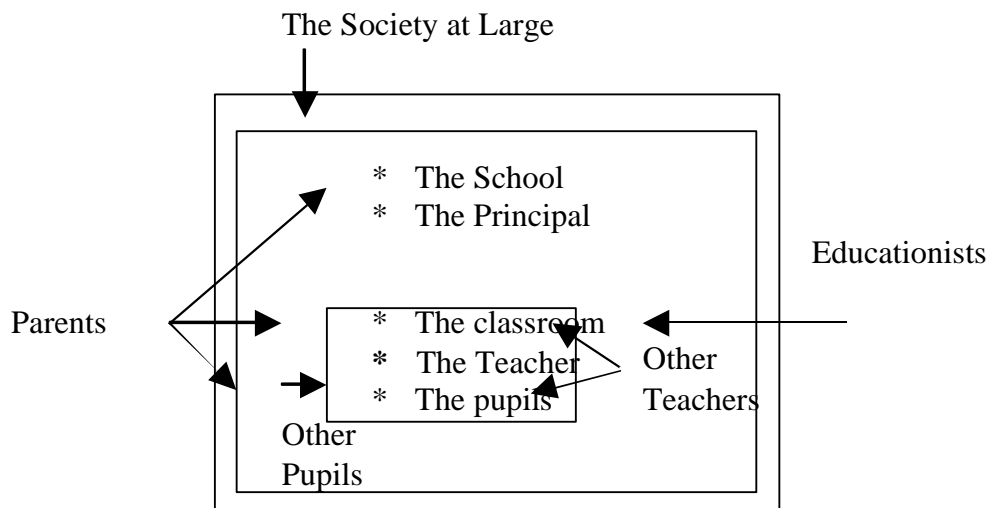 The Society at Large
* The School
* The Principal
Educationists
Parents
* The classroom
* The Teacher
* The pupils
Other
Teachers
Other
Pupils